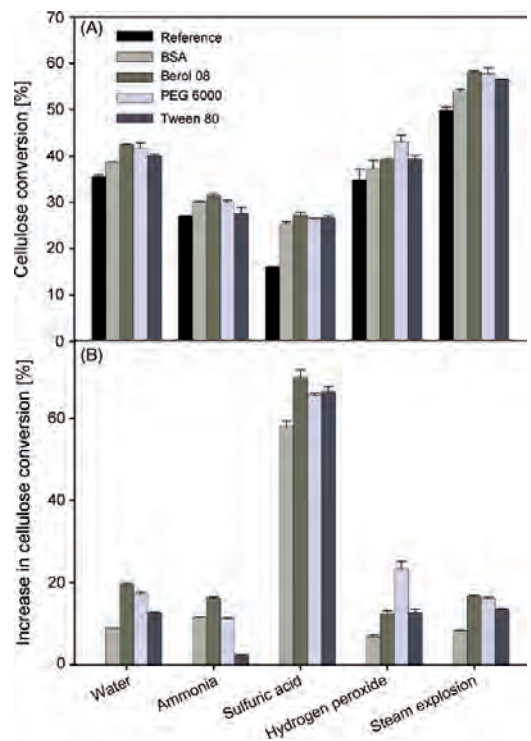 70
(A)
Reference
60
BSA
Berol 08
50
PEG 6000
Tween 80
40
30
20
10
0
Cellulose conversion [%]
(B)
60
40
20
0
Increase in cellulose conversion [%]
Water
Ammonia
Sulfuric acid
Hydrogen peroxide
Steam explosion